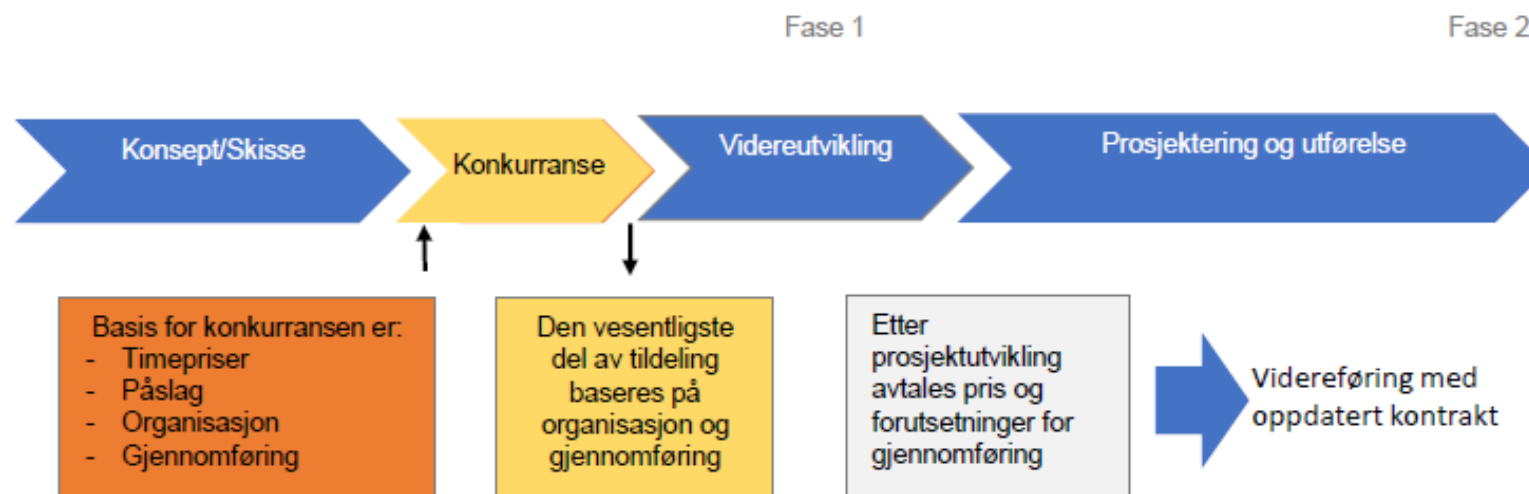 Fase 1
Fase 2
Konsept/Skisse
Konkurranse
Videreutvikling
Prosjektering og utførelse
Basis for konkurransen er:
- Timepriser
- Påslag
- Organisasjon
- Gjennomføring
Den vesentligste
del av tildeling
baseres på
organisasjon og
gjennomføring
Etter
prosjektutvikling
avtales pris og
forutsetninger for
gjennomføring
Videreføring med
oppdatert kontrakt